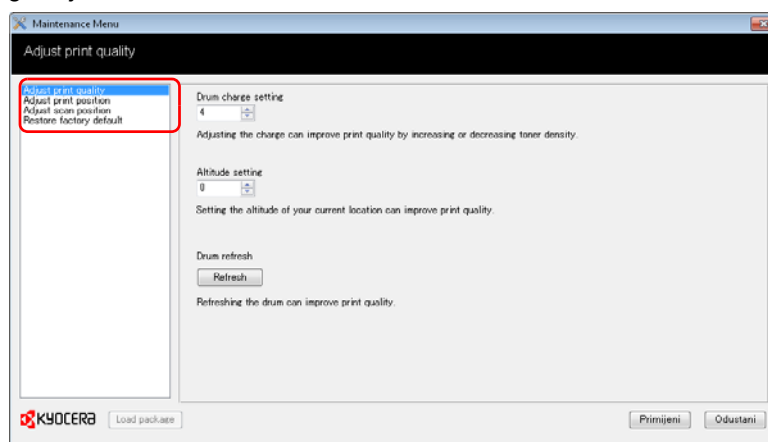 Maintenance Menu
Adjust print quality
Adjust print quality
Adjust print position
Adjust scan position
Restore factory default
Drum charge setting
4
Adjusting the charge can improve print quality by increasing or decreasing toner density.
Altitude setting
0
Setting the altitude of your current location can improve print quality.
Drum refresh
Refresh
Refreshing the drum can improve print quality.
KYOCERA Load package Primijeni Odustani